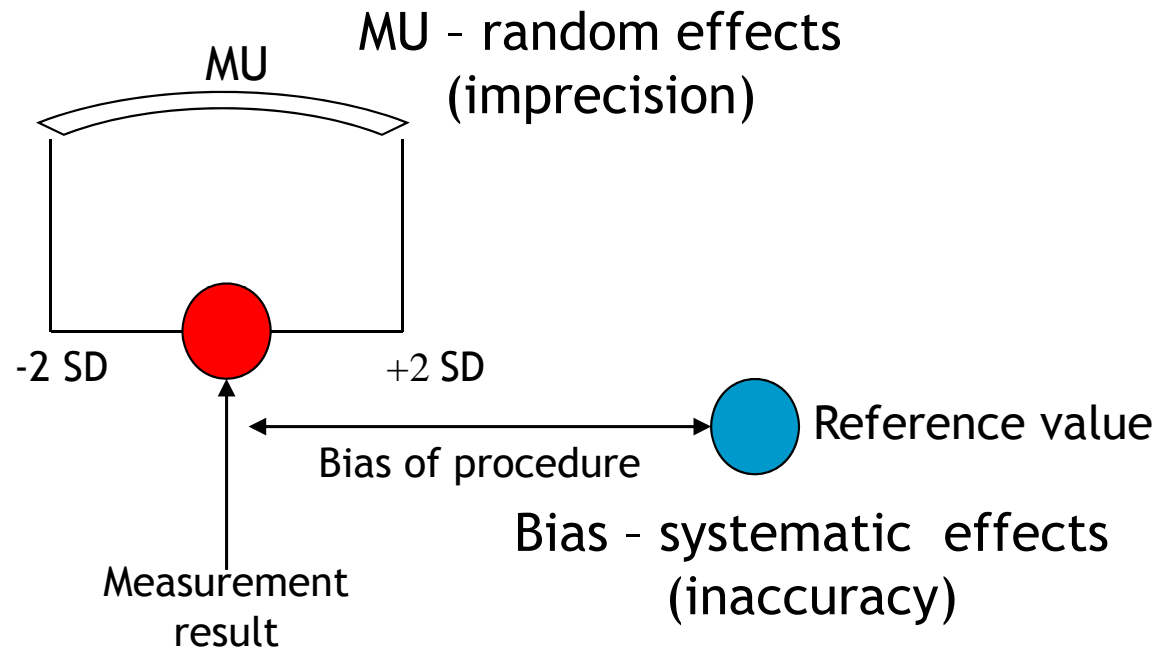 MU – random effects
(imprecision)
MU
-2 SD
+2 SD
Reference value
Bias of procedure
Bias – systematic effects
(inaccuracy)
Measurement
result